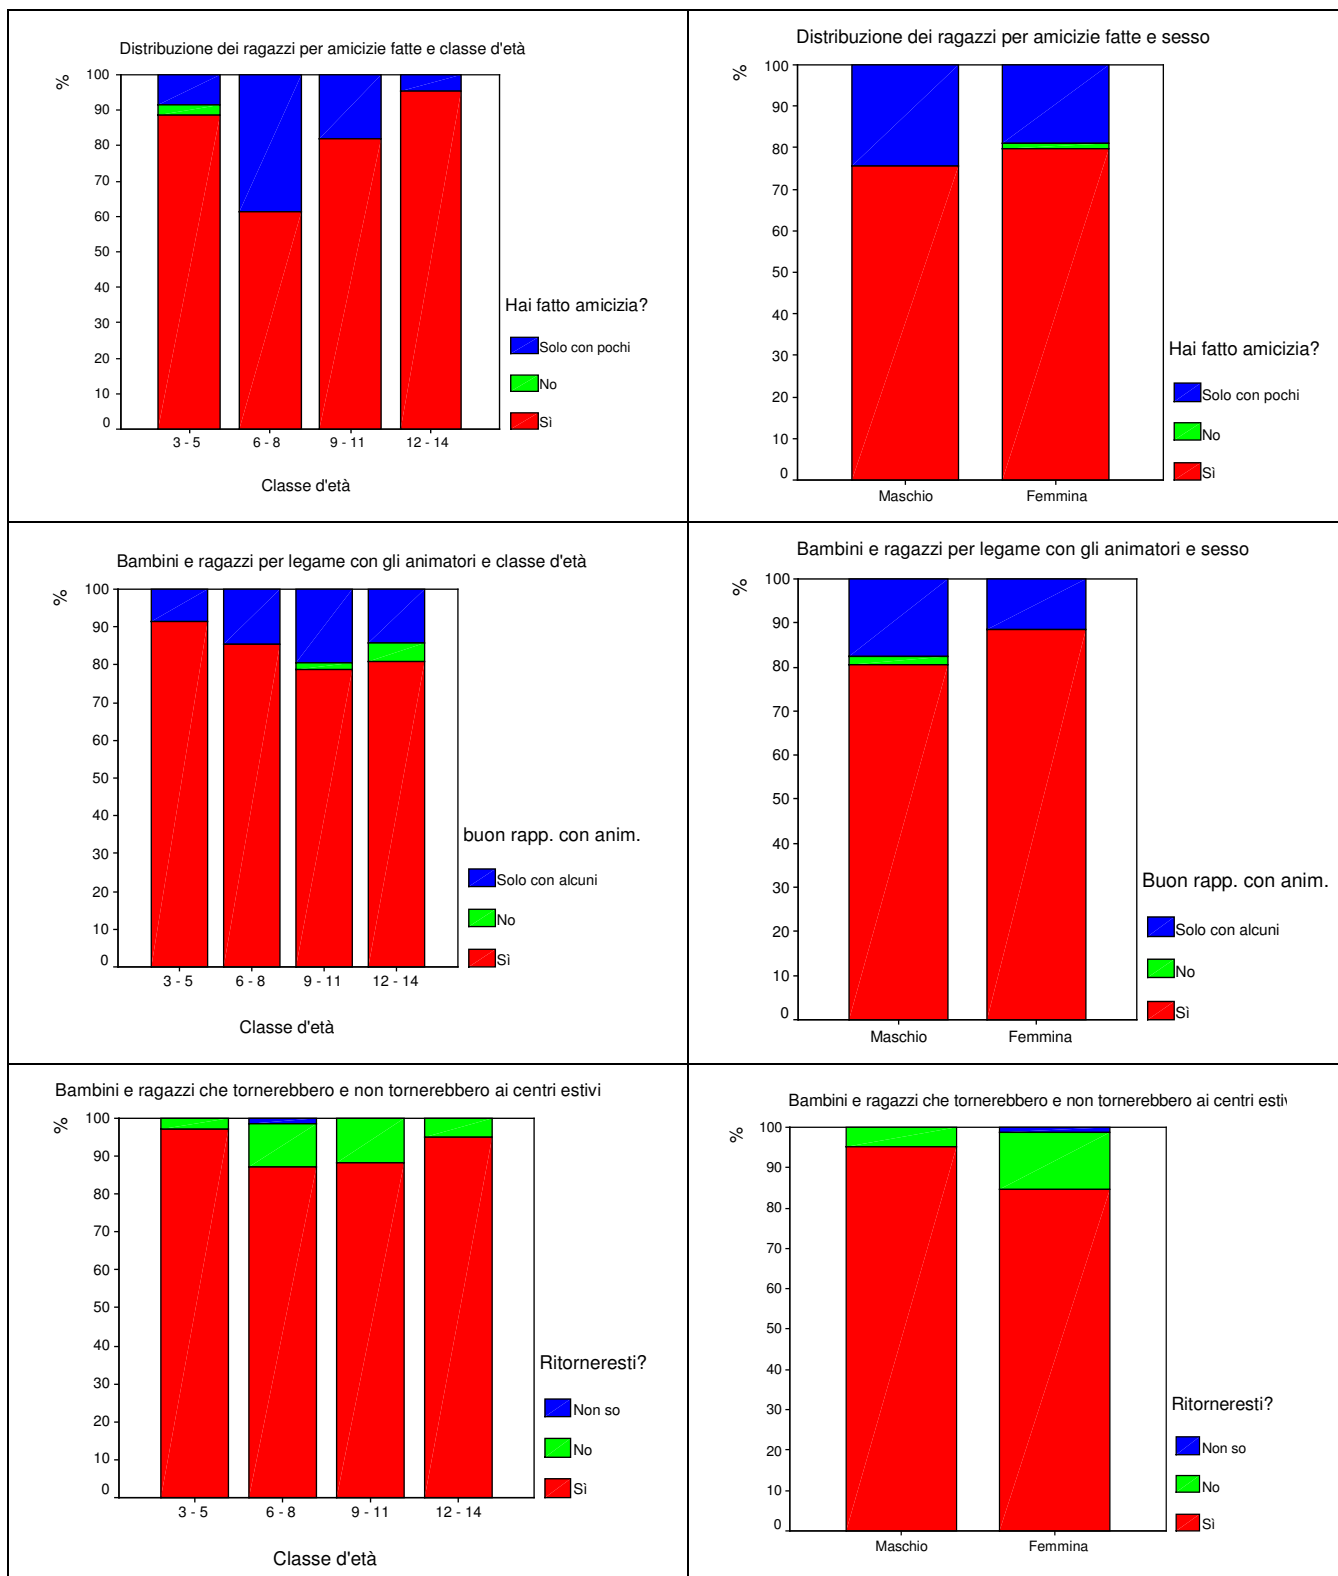 Distribuzione dei ragazzi per amicizie fatte e classe d'età
%
100
90
80
70
60
50
40
30
20
10
0
3 - 5
6 - 8
9 - 11
12 - 14
Classe d'età
Hai fatto amicizia?
Solo con pochi
No
Sì
Distribuzione dei ragazzi per amicizie fatte e sesso
%
100
90
80
70
60
50
40
30
20
10
0
Maschio
Femmina
Hai fatto amicizia?
Solo con pochi
No
Sì
Bambini e ragazzi per legame con gli animatori e classe d'età
%
100
90
80
70
60
50
40
30
20
10
0
3 - 5
6 - 8
9 - 11
12 - 14
Classe d'età
buon rapp. con anim.
Solo con alcuni
No
Sì
Bambini e ragazzi per legame con gli animatori e sesso
%
100
90
80
70
60
50
40
30
20
10
0
Maschio
Femmina
Buon rapp. con anim.
Solo con alcuni
No
Sì
Bambini e ragazzi che tornerebbero e non tornerebbero ai centri estivi
%
100
90
80
70
60
50
40
30
20
10
0
3 - 5
6 - 8
9 - 11
12 - 14
Classe d'età
Ritorneresti?
Non so
No
Sì
Bambini e ragazzi che tornerebbero e non tornerebbero ai centri estiv
%
100
90
80
70
60
50
40
30
20
10
0
Maschio
Femmina
Ritorneresti?
Non so
No
Sì